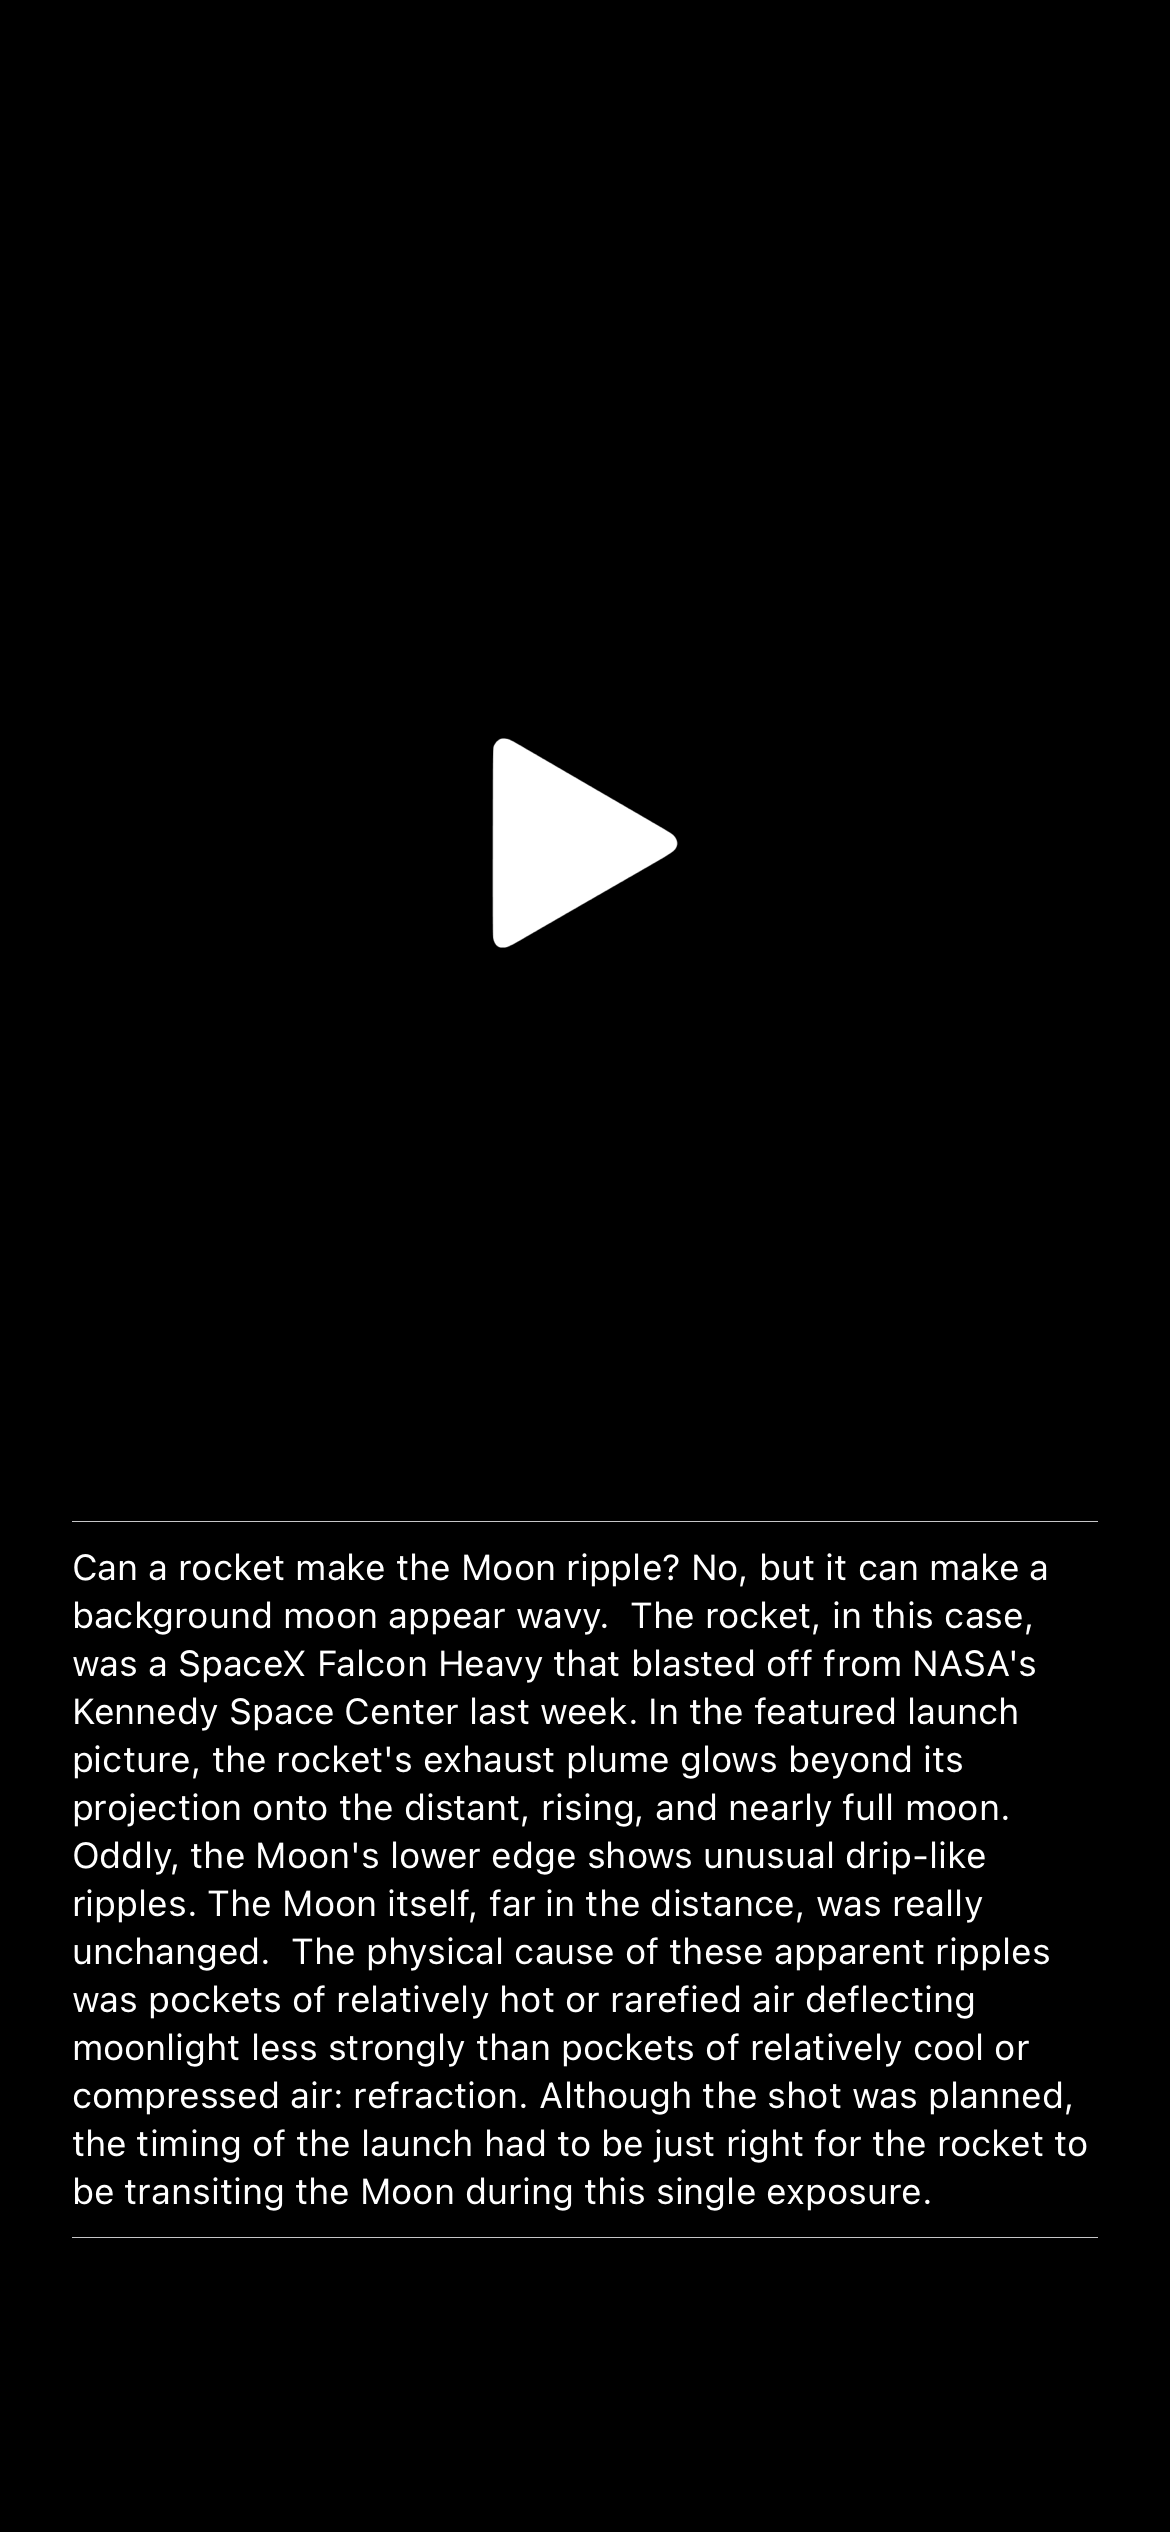 Can a rocket make the Moon ripple? No, but it can make a
background moon appear wavy.  The rocket, in this case,
was a SpaceX Falcon Heavy that blasted off from NASA's
Kennedy Space Center last week. In the featured launch
picture, the rocket's exhaust plume glows beyond its
projection onto the distant, rising, and nearly full moon.
Oddly, the Moon's lower edge shows unusual drip-like
ripples. The Moon itself, far in the distance, was really
unchanged.  The physical cause of these apparent ripples
was pockets of relatively hot or rarefied air deflecting
moonlight less strongly than pockets of relatively cool or
compressed air: refraction. Although the shot was planned,
the timing of the launch had to be just right for the rocket to
be transiting the Moon during this single exposure.